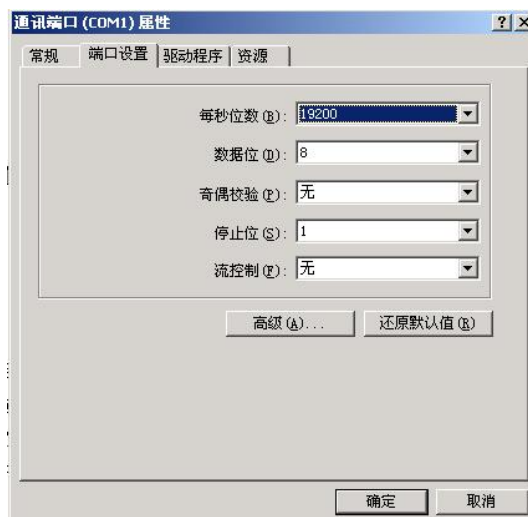 通讯端口 (COM1) 属性
常规 端口设置 驱动程序 资源
每秒位数(B): 19200
数据位(D): 8
奇偶校验(P): 无
停止位(S): 1
流控制(F): 无
高级(A)... 还原默认值(R)
确定 取消